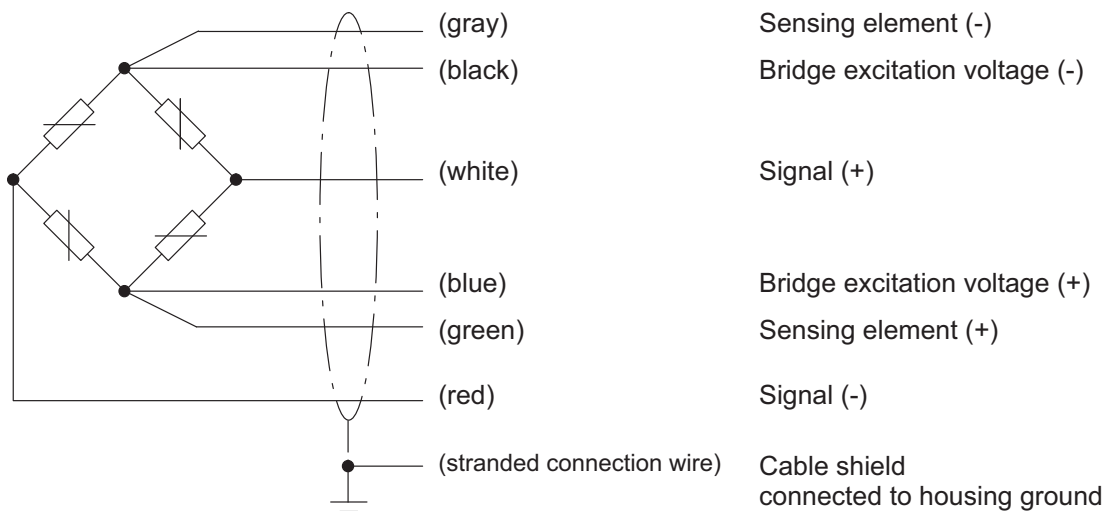 (gray) Sensing element (-)
(black) Bridge excitation voltage (-)
(white) Signal (+)
(blue) Bridge excitation voltage (+)
(green) Sensing element (+)
(red) Signal (-)
(stranded connection wire) Cable shield
connected to housing ground